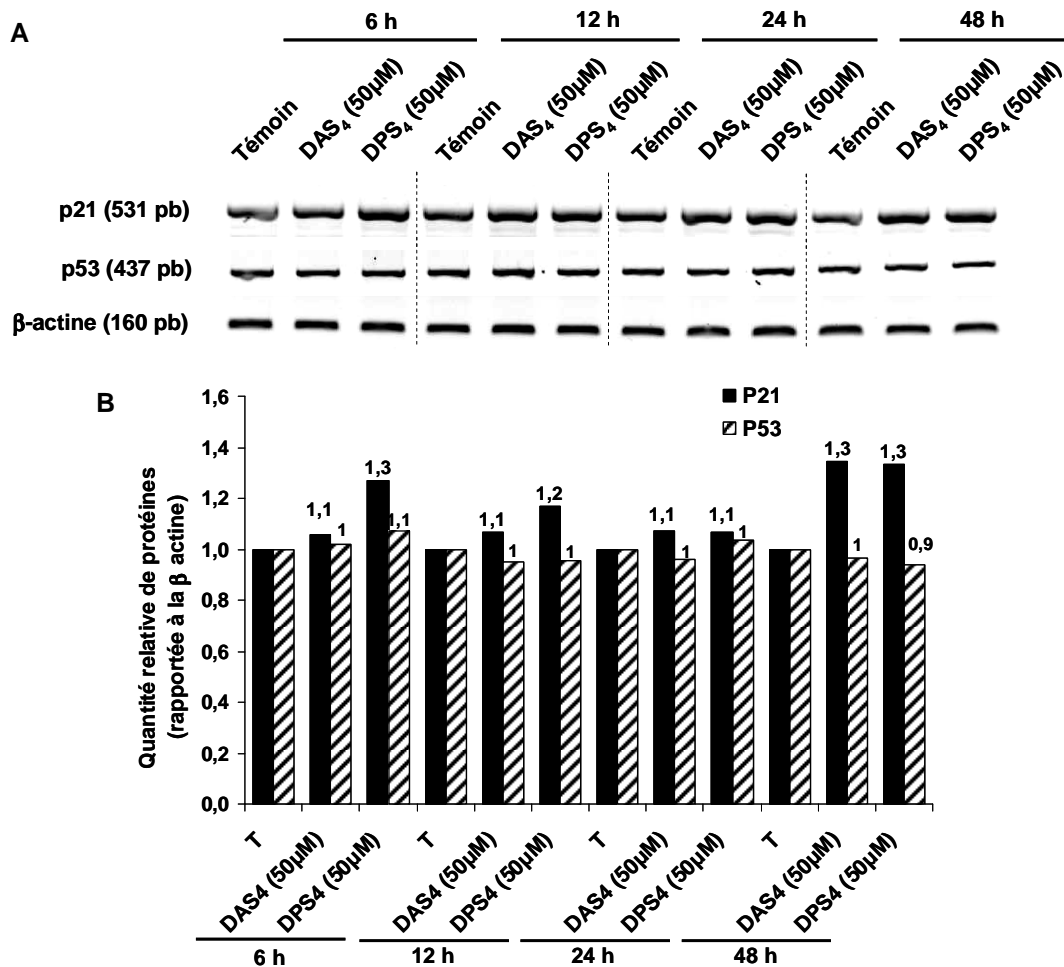 A
6 h
12 h
24 h
48 h
Témoin
DAS4 (50µM)
DPS4 (50µM)
Témoin
DAS4 (50µM)
DPS4 (50µM)
Témoin
DAS4 (50µM)
DPS4 (50µM)
Témoin
DAS4 (50µM)
DPS4 (50µM)
p21 (531 pb)
p53 (437 pb)
β-actine (160 pb)
B
Quantité relative de protéines
(rapportée à la β actine)
1,6
1,4
1,2
1,0
0,8
0,6
0,4
0,2
0,0
P21
P53
1,1
1
1,3
1,1
1,1
1
1,2
1
1,1
1
1,1
1
1,3
1
1,3
0,9
T
DAS4 (50µM)
DPS4 (50µM)
T
DAS4 (50µM)
DPS4 (50µM)
T
DAS4 (50µM)
DPS4 (50µM)
T
DAS4 (50µM)
DPS4 (50µM)
6 h
12 h
24 h
48 h